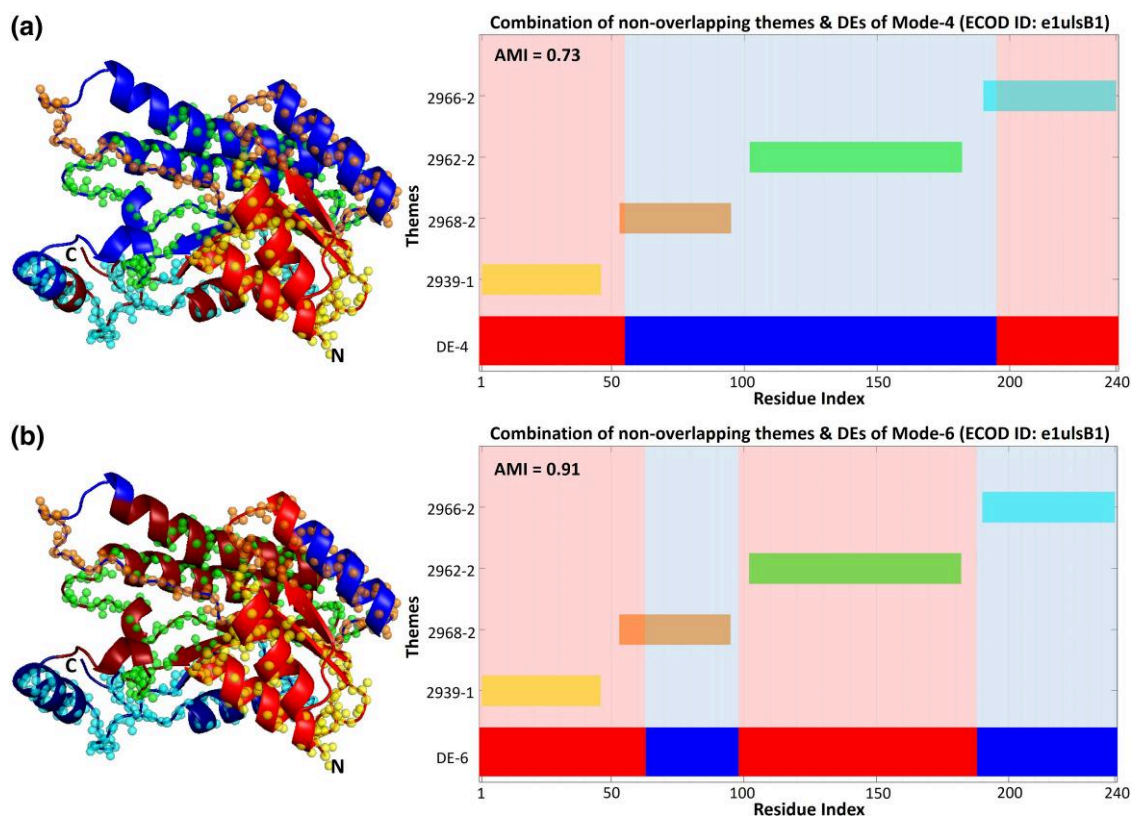 (a)
Combination of non-overlapping themes & DEs of Mode-4 (ECOD ID: e1ulsB1)
AMI = 0.73
2966-2
2962-2
2968-2
2939-1
DE-4
Themes
1 50 100 150 200 240
Residue Index
C
N
(b)
Combination of non-overlapping themes & DEs of Mode-6 (ECOD ID: e1ulsB1)
AMI = 0.91
2966-2
2962-2
2968-2
2939-1
DE-6
Themes
1 50 100 150 200 240
Residue Index
C
N